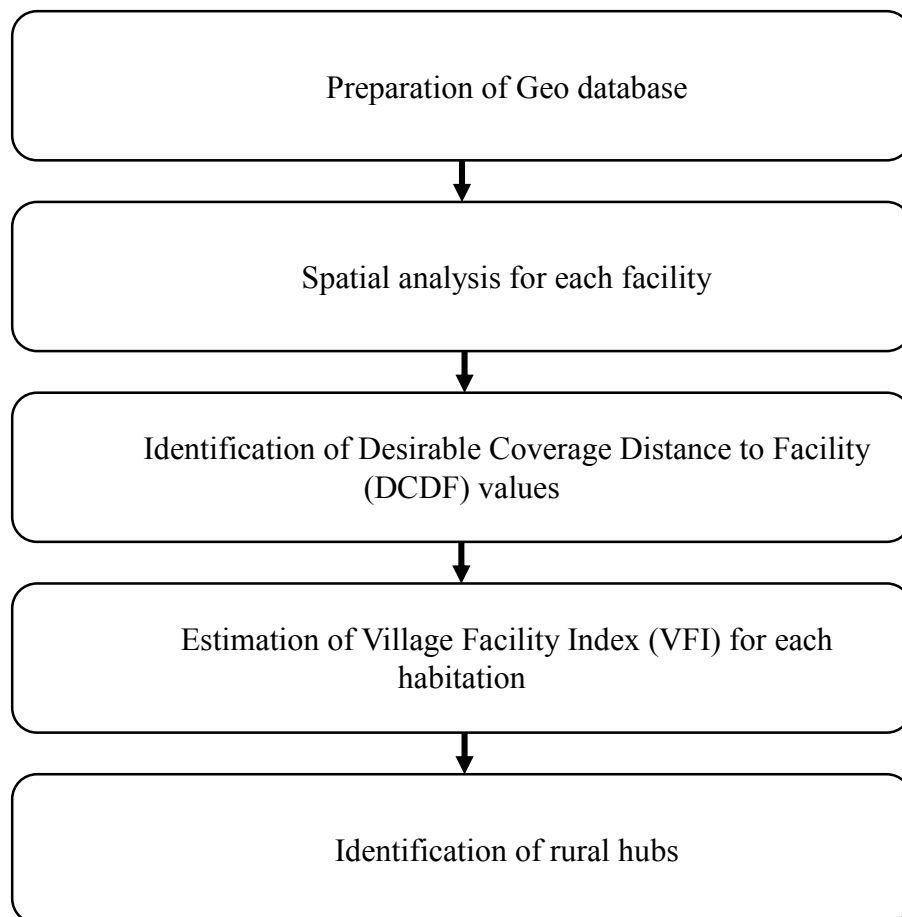 Preparation of Geo database
Spatial analysis for each facility
Identification of Desirable Coverage Distance to Facility
(DCDF) values
Estimation of Village Facility Index (VFI) for each
habitation
Identification of rural hubs